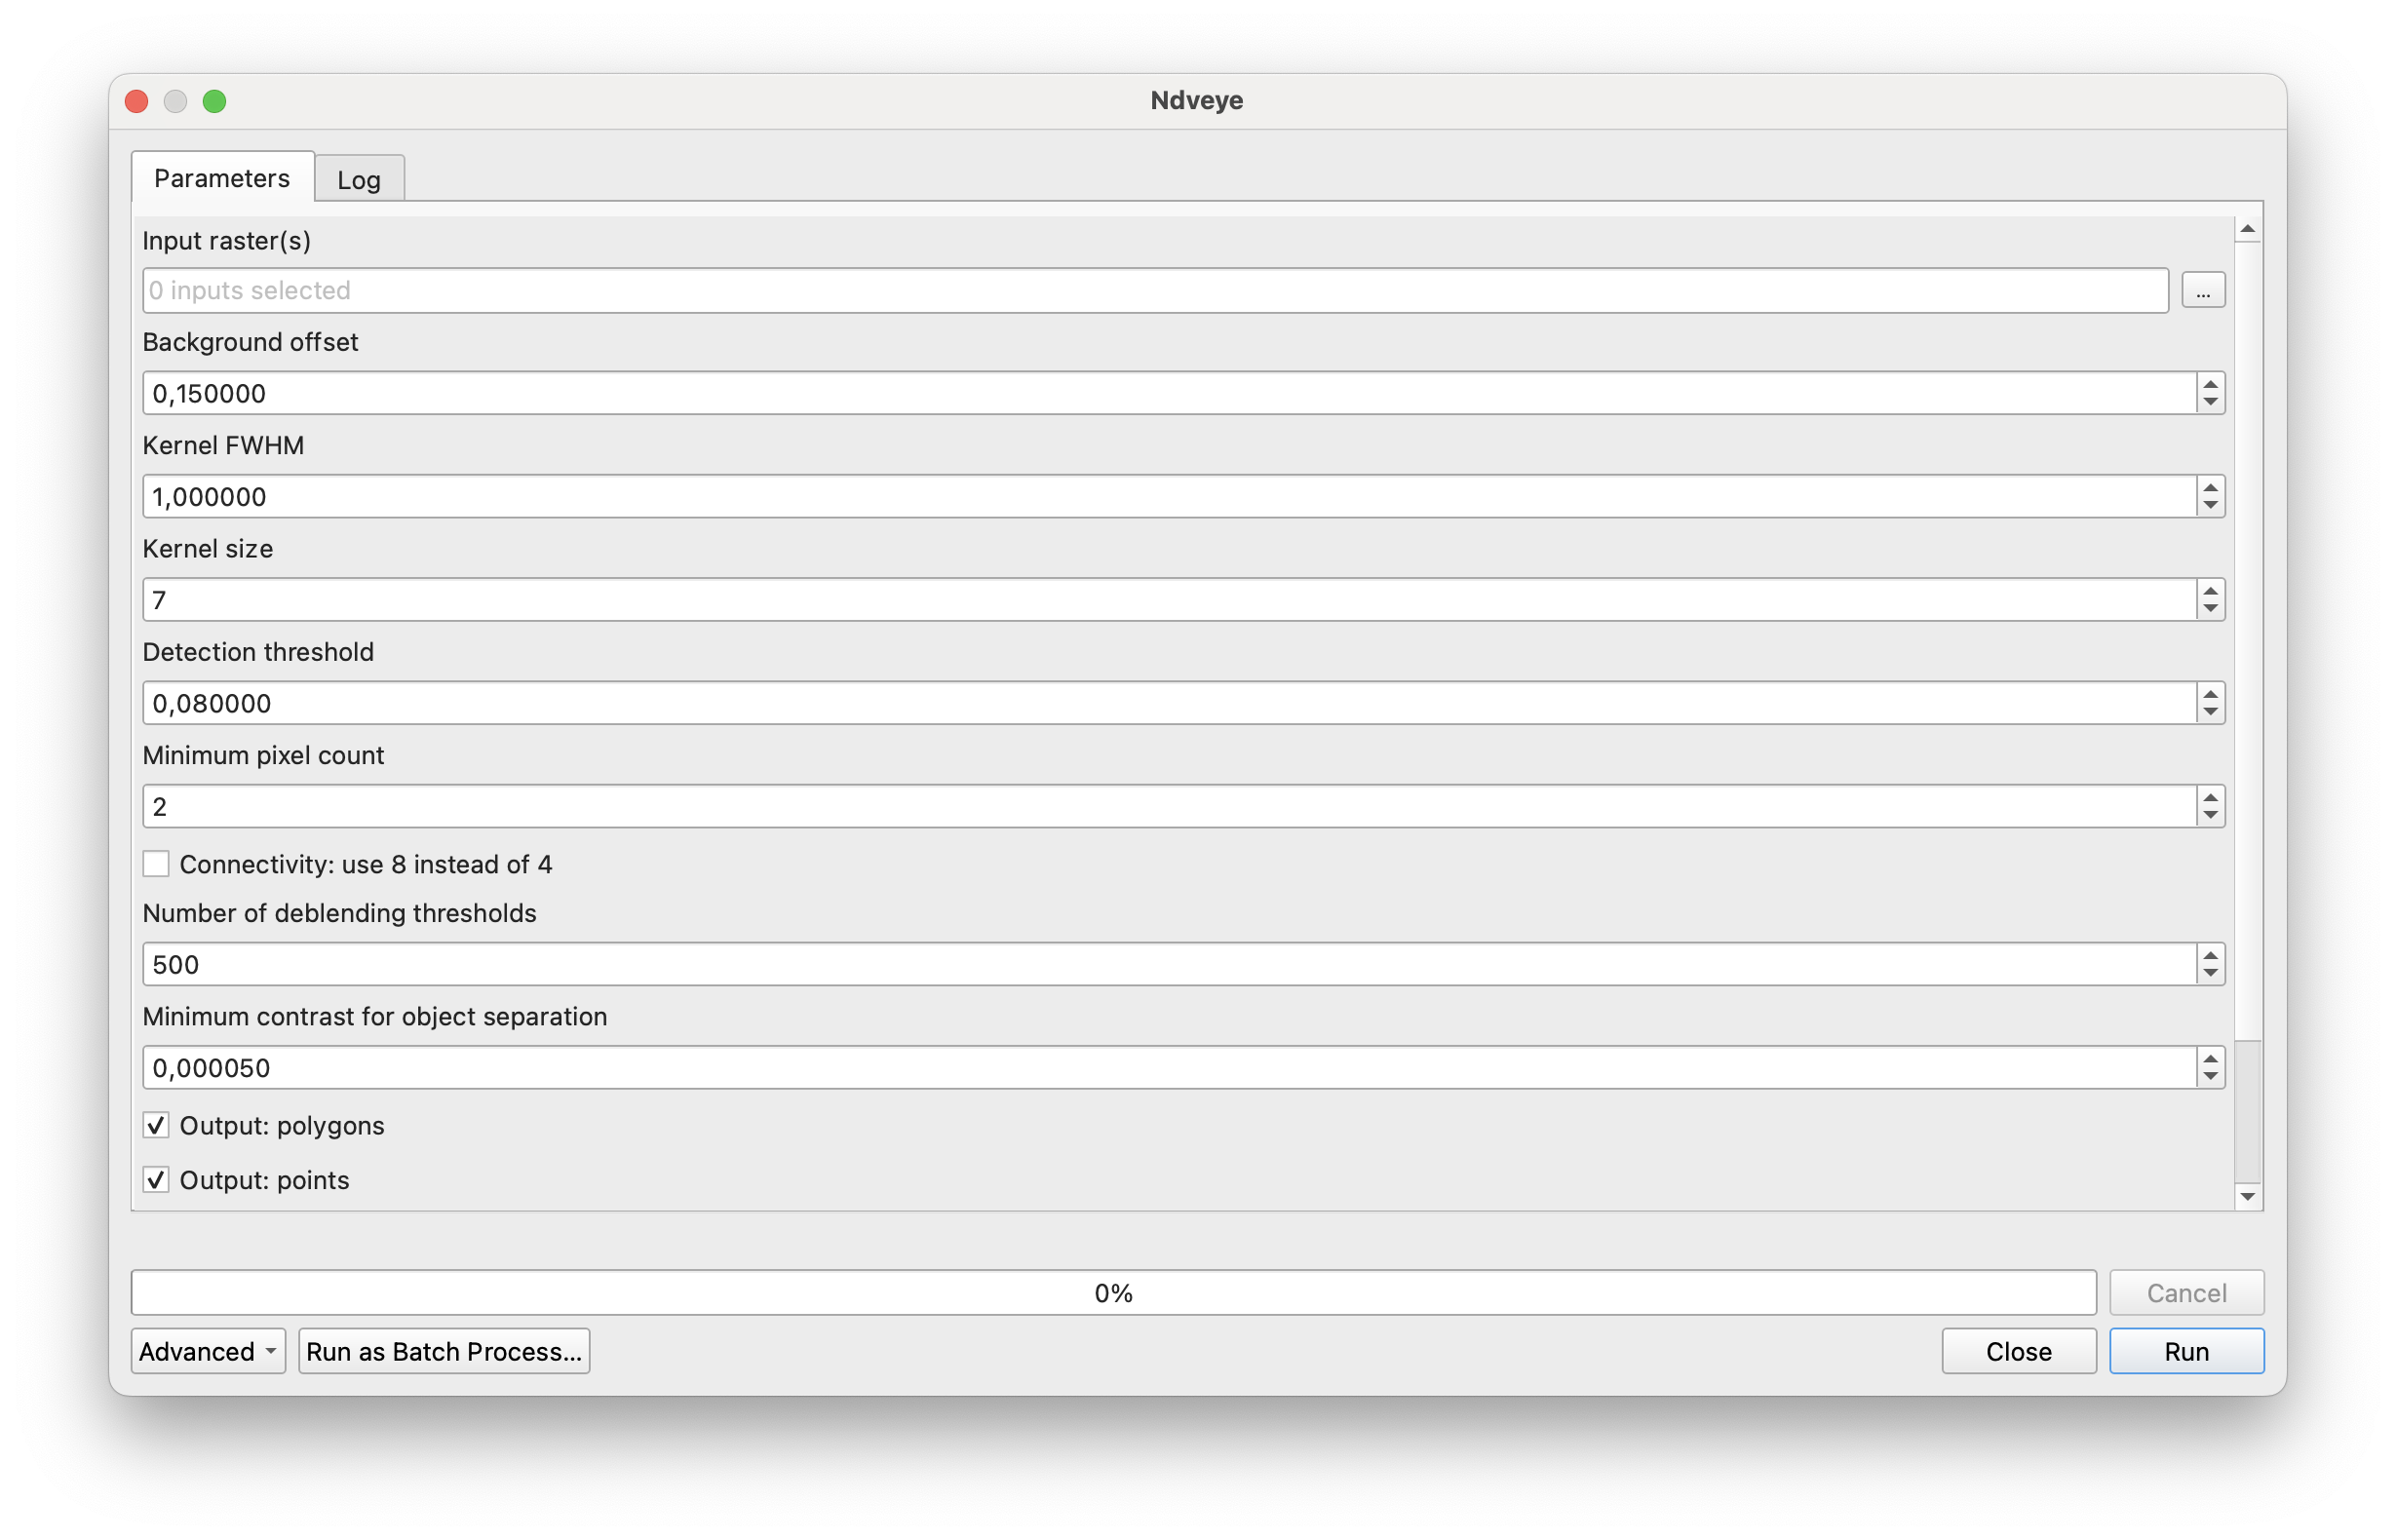 Ndveye
Parameters
Log
Input raster(s)
0 inputs selected
...
Background offset
0,150000
Kernel FWHM
1,000000
Kernel size
7
Detection threshold
0,080000
Minimum pixel count
2
Connectivity: use 8 instead of 4
Number of deblending thresholds
500
Minimum contrast for object separation
0,000050
Output: polygons
Output: points
0%
Cancel
Advanced
Run as Batch Process...
Close
Run